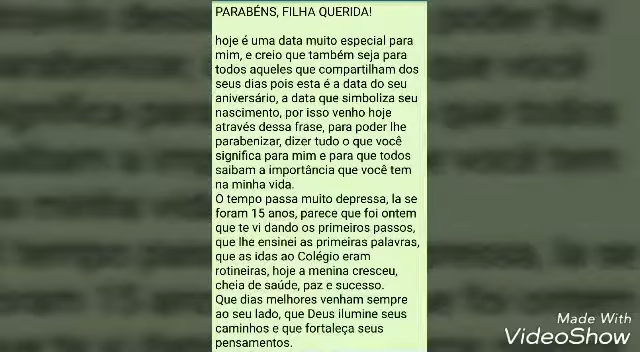 PARABÉNS, FILHA QUERIDA!
hoje é uma data muito especial para
mim, e creio que também seja para
todos aqueles que compartilham dos
seus dias pois esta é a data do seu
aniversário, a data que simboliza seu
nascimento, por isso venho hoje
através dessa frase, para poder lhe
parabenizar, dizer tudo o que você
significa para mim e para que todos
saibam a importância que você tem
na minha vida.
O tempo passa muito depressa, la se
foram 15 anos, parece que foi ontem
que te vi dando os primeiros passos,
que lhe ensinei as primeiras palavras,
que as idas ao Colégio eram
rotineiras, hoje a menina cresceu,
cheia de saúde, paz e sucesso.
Que dias melhores venham sempre
ao seu lado, que Deus ilumine seus
caminhos e que fortaleça seus
pensamentos.
Made With
VideoShow